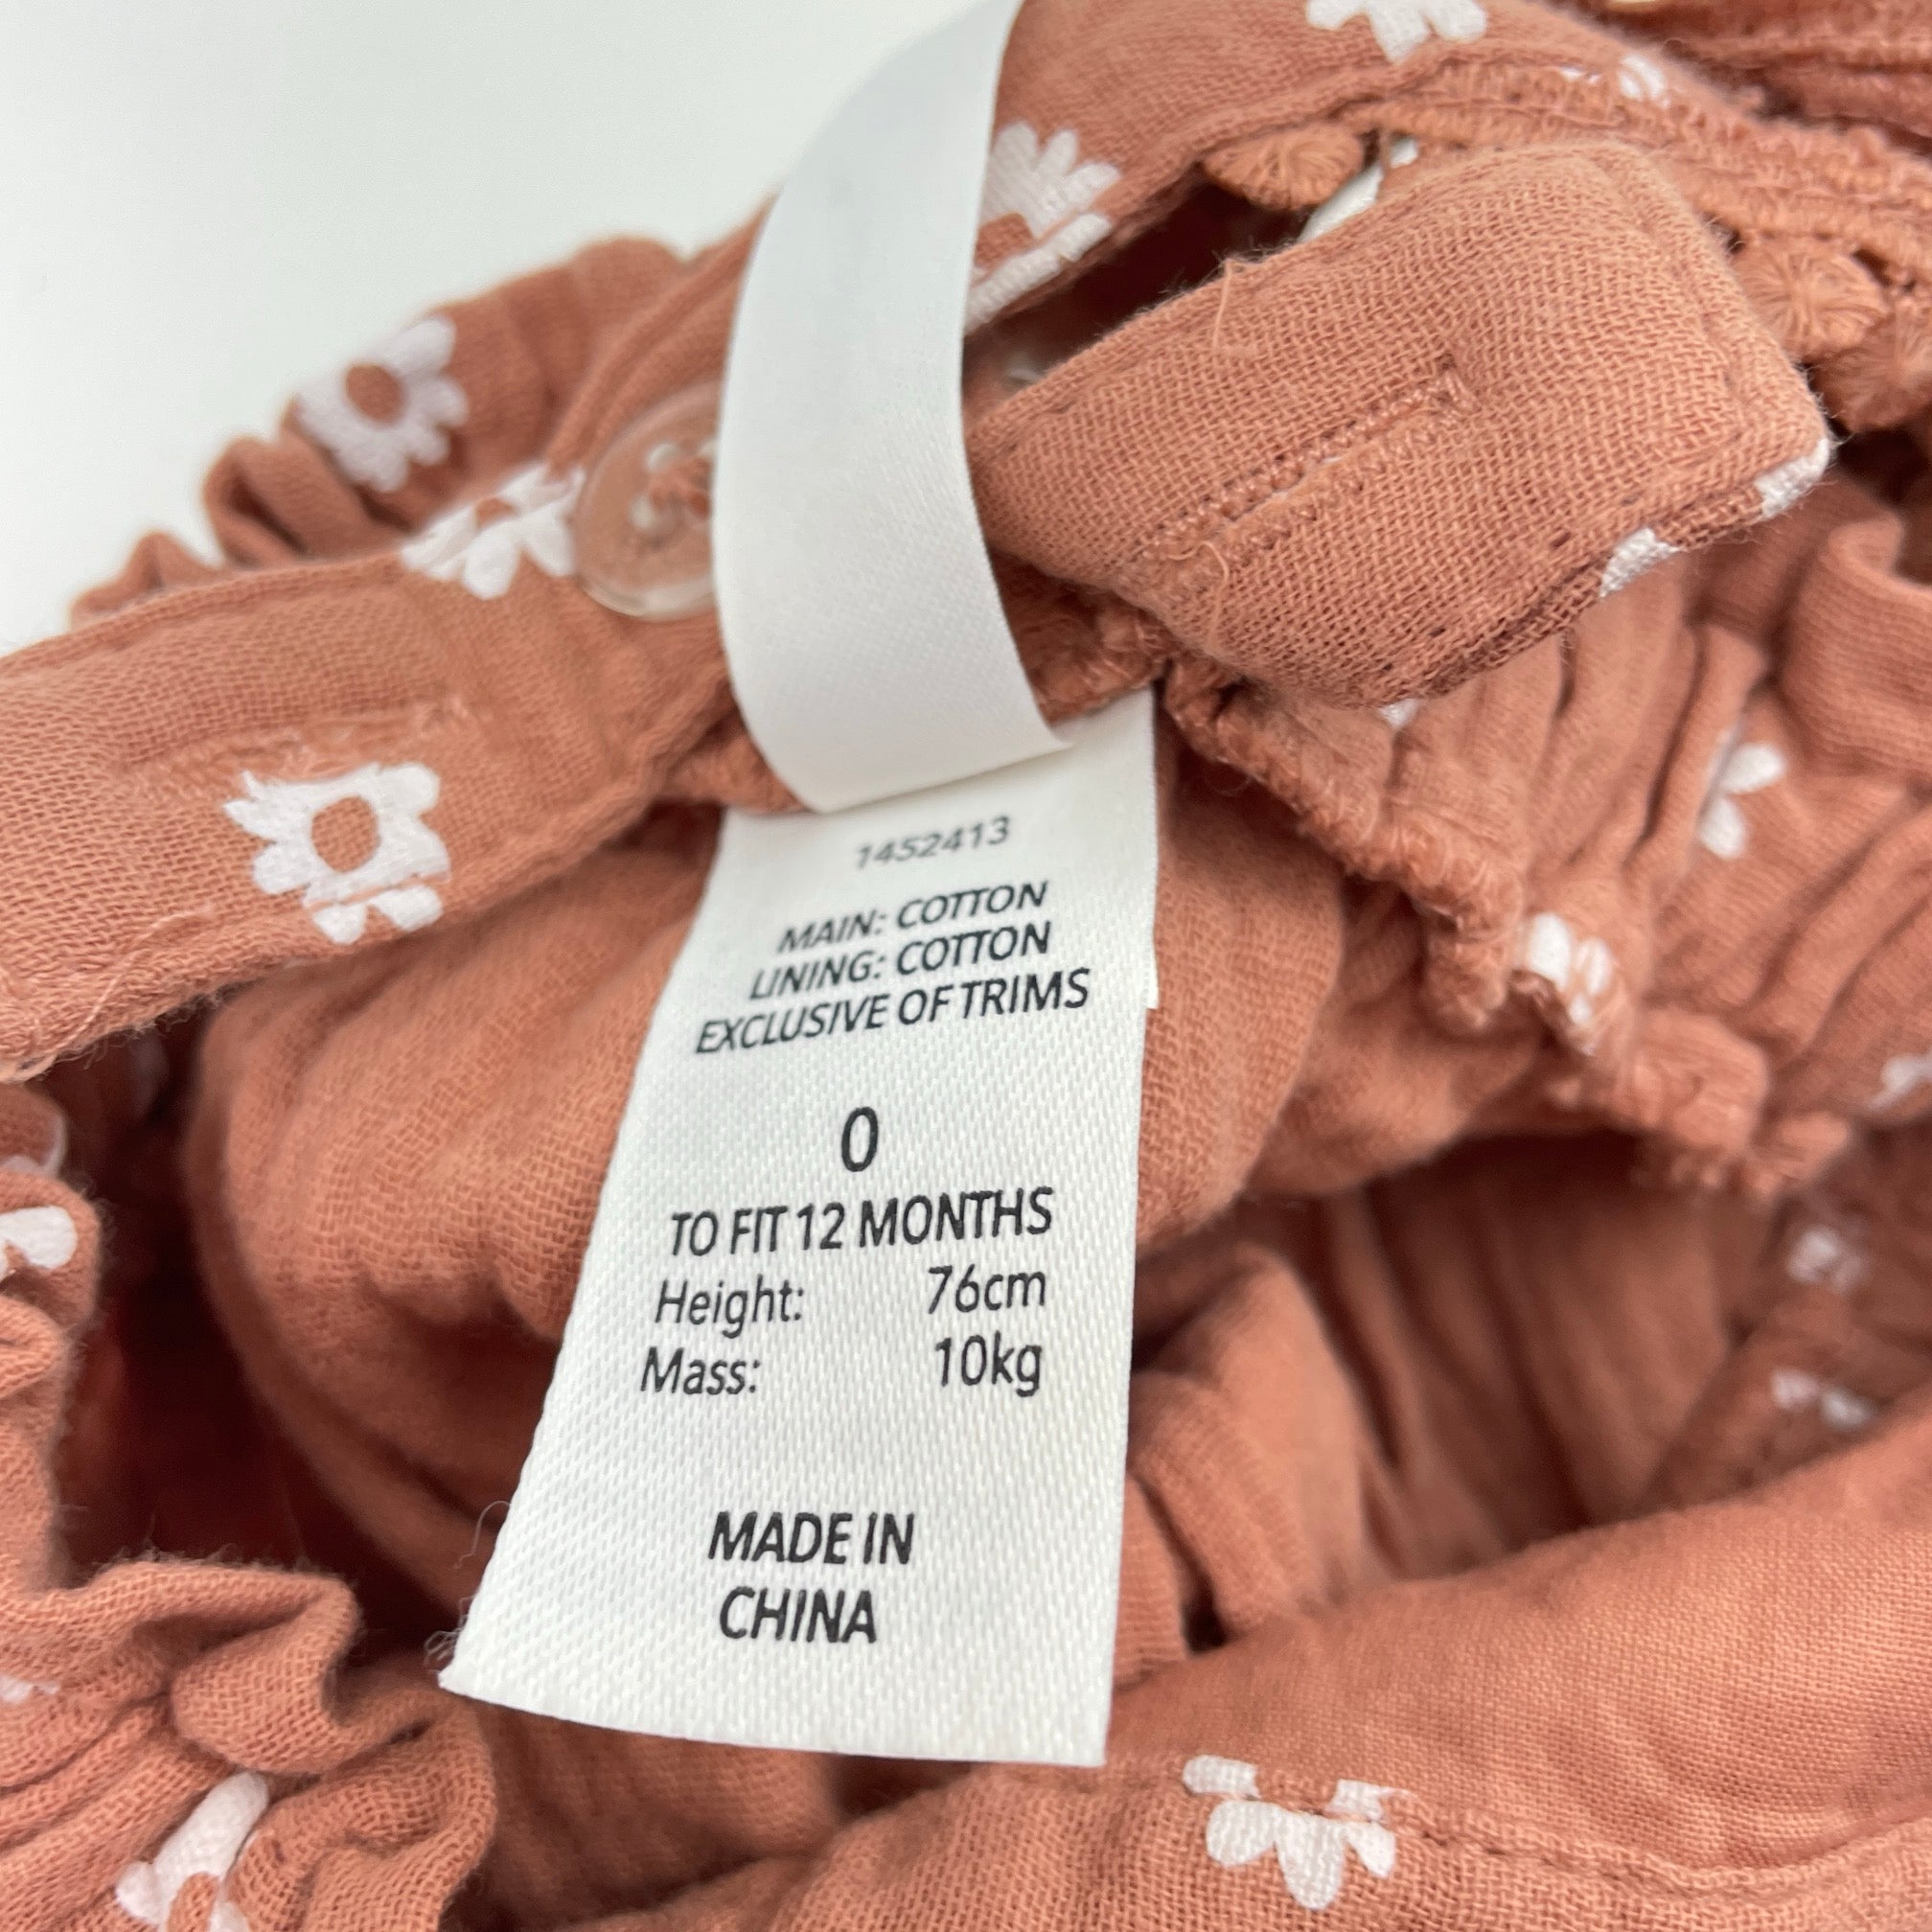 1452413
MAIN: COTTON
LINING: COTTON
EXCLUSIVE OF TRIMS
0
TO FIT 12 MONTHS
Height: 76cm
Mass: 10kg
MADE IN
CHINA